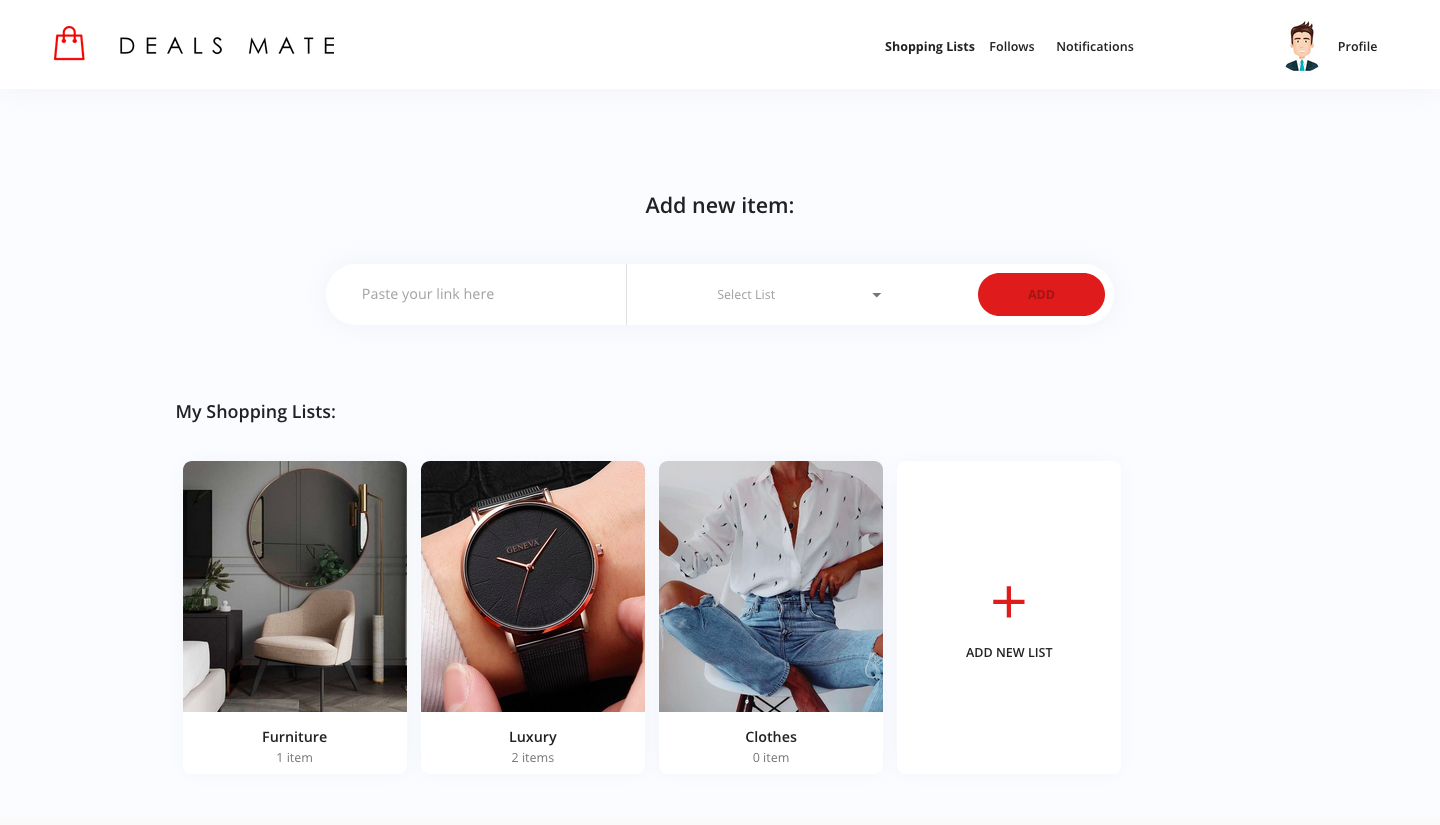 DEALS MATE
Shopping Lists Follows Notifications Profile
Add new item:
Paste your link here Select List ADD
My Shopping Lists:
GENEVA
ADD NEW LIST
Furniture Luxury Clothes
1 item 2 items 0 item